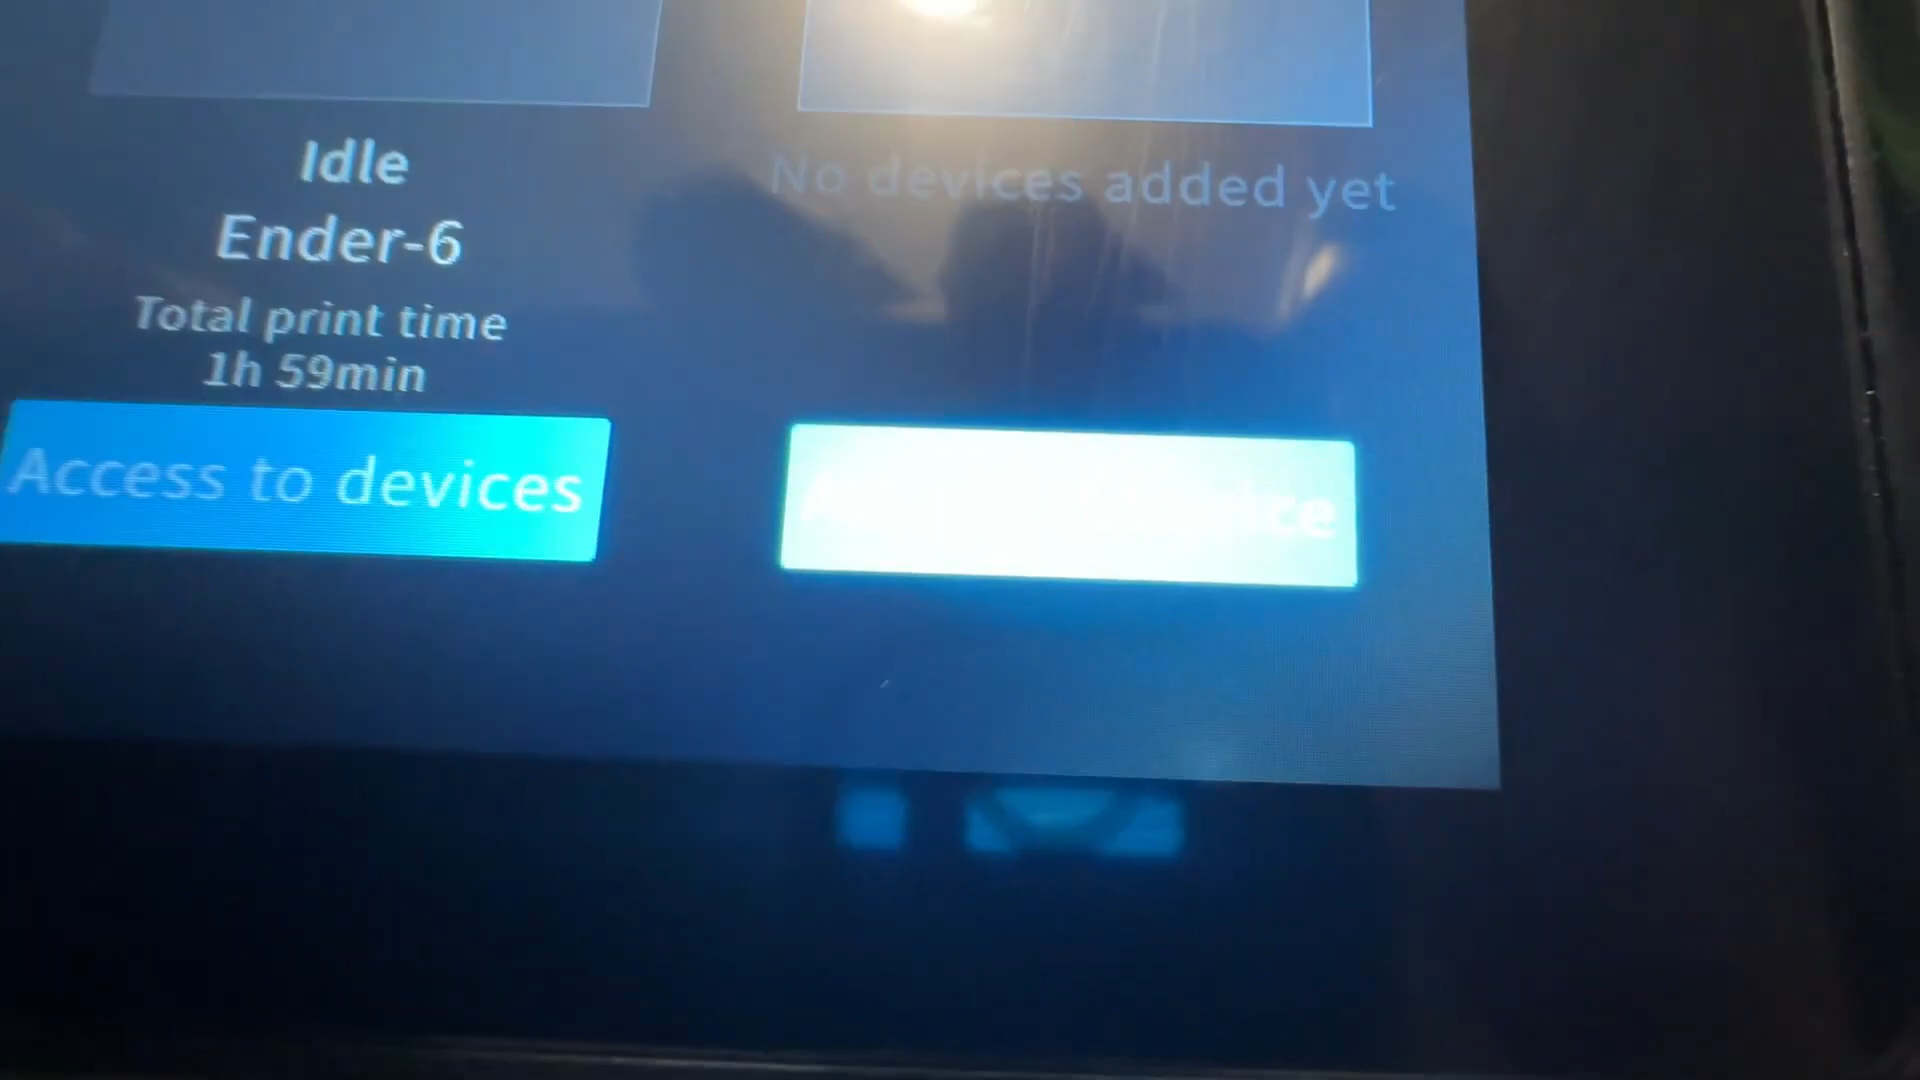 Idle
Ender-6
Total print time
1h 59min
Access to devices
No devices added yet